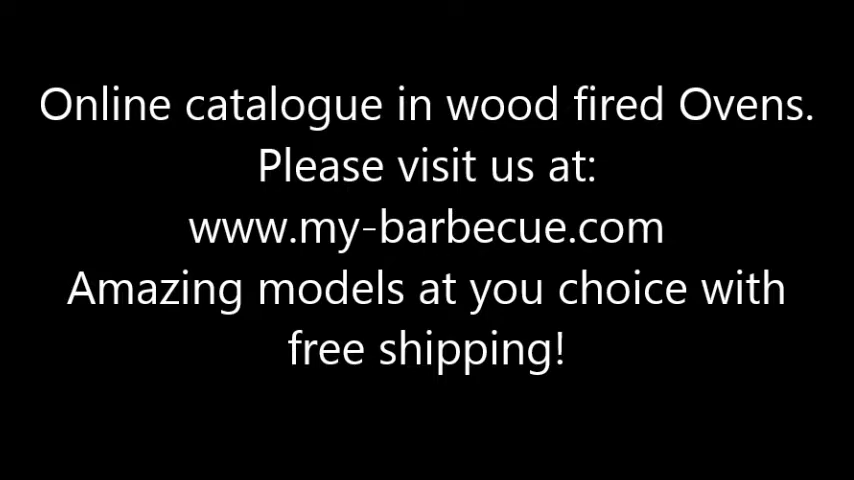 Online catalogue in wood fired Ovens.
Please visit us at:
www.my-barbecue.com
Amazing models at you choice with
free shipping!